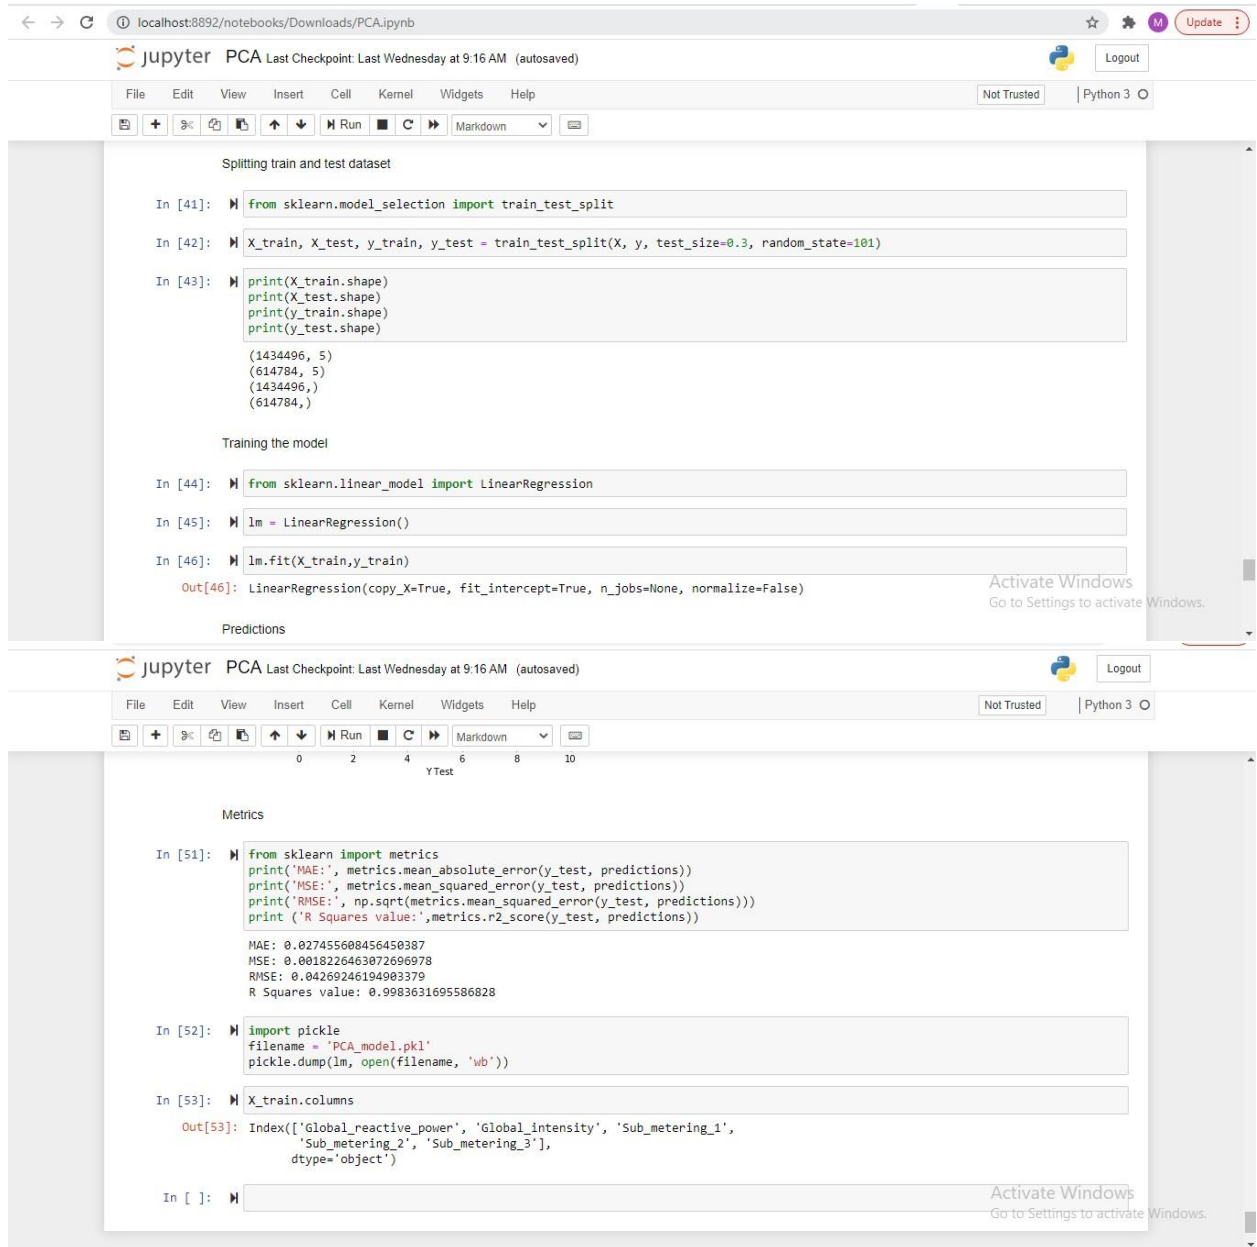 localhost:8892/notebooks/Downloads/PCA.ipynb
M
Update
jupyter PCA Last Checkpoint: Last Wednesday at 9:16 AM (autosaved)
Logout
File Edit View Insert Cell Kernel Widgets Help
Not Trusted
Python 3
Run
Markdown
Splitting train and test dataset
In [41]: from sklearn.model_selection import train_test_split
In [42]: X_train, X_test, y_train, y_test = train_test_split(X, y, test_size=0.3, random_state=101)
In [43]: print(X_train.shape)
print(X_test.shape)
print(y_train.shape)
print(y_test.shape)
(1434496, 5)
(614784, 5)
(1434496,)
(614784,)
Training the model
In [44]: from sklearn.linear_model import LinearRegression
In [45]: lm = LinearRegression()
In [46]: lm.fit(X_train,y_train)
Out[46]: LinearRegression(copy_X=True, fit_intercept=True, n_jobs=None, normalize=False)
Activate Windows
Go to Settings to activate Windows.
Predictions
jupyter PCA Last Checkpoint: Last Wednesday at 9:16 AM (autosaved)
Logout
File Edit View Insert Cell Kernel Widgets Help
Not Trusted
Python 3
Run
Markdown
0 2 4 6 8 10
Y Test
Metrics
In [51]: from sklearn import metrics
print('MAE:', metrics.mean_absolute_error(y_test, predictions))
print('MSE:', metrics.mean_squared_error(y_test, predictions))
print('RMSE:', np.sqrt(metrics.mean_squared_error(y_test, predictions)))
print ('R Squares value:',metrics.r2_score(y_test, predictions))
MAE: 0.027455608456450387
MSE: 0.0018226463072696978
RMSE: 0.04269246194903379
R Squares value: 0.9983631695586828
In [52]: import pickle
filename = 'PCA_model.pkl'
pickle.dump(lm, open(filename, 'wb'))
In [53]: X_train.columns
Out[53]: Index(['Global_reactive_power', 'Global_intensity', 'Sub_metering_1',
'Sub_metering_2', 'Sub_metering_3'],
dtype='object')
In [ ]:
Activate Windows
Go to Settings to activate Windows.